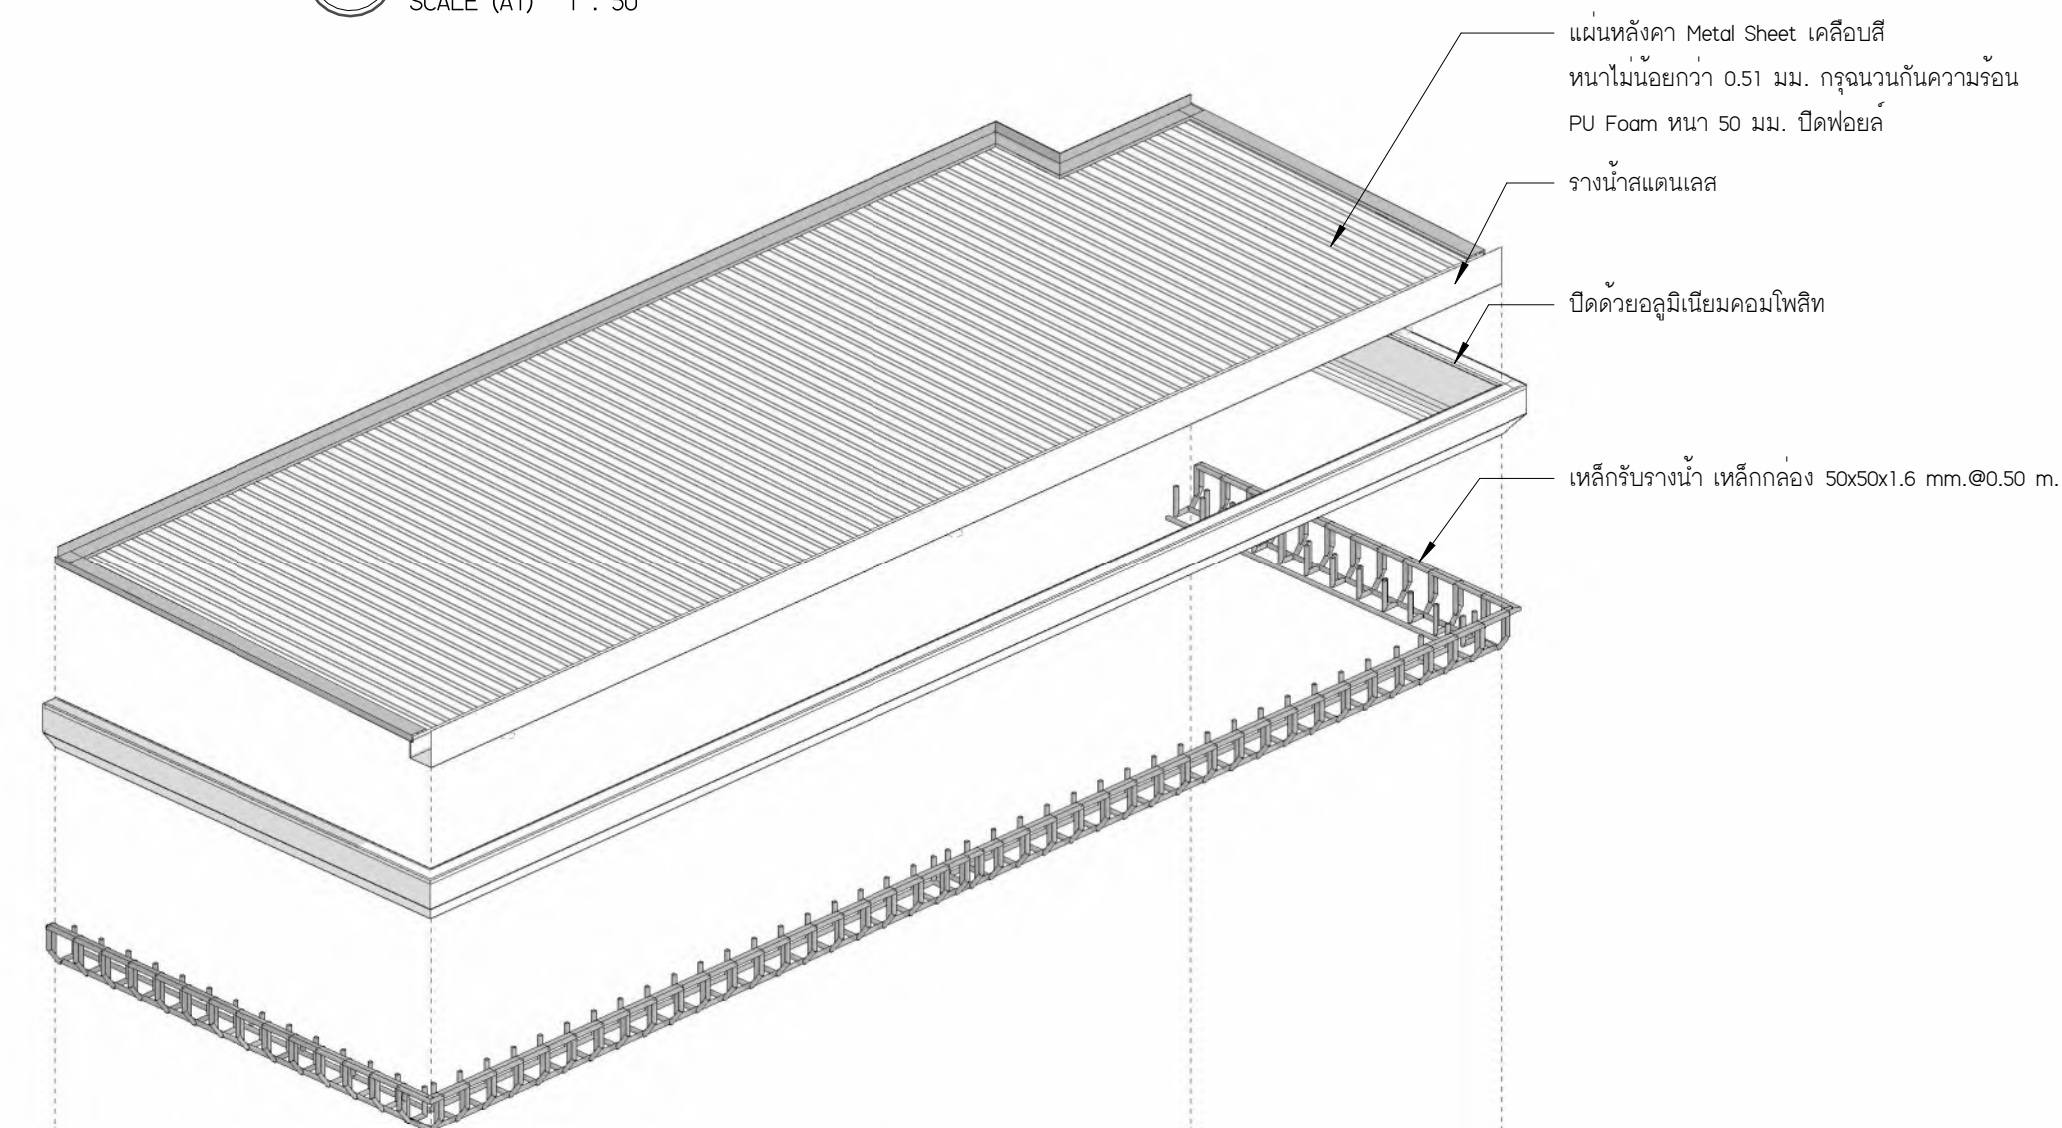 SCALE (A1) 1 : 50
แผ่นหลังคา Metal Sheet เคลือบสี
หนาไม่น้อยกว่า 0.51 มม. กรุฉนวนกันความร้อน
PU Foam หนา 50 มม. ปิดฟอยล์
รางน้ำสแตนเลส
ปิดด้วยอลูมิเนียมคอมโพสิท
เหล็กรับรางน้ำ เหล็กกล่อง 50x50x1.6 mm.@0.50 m.